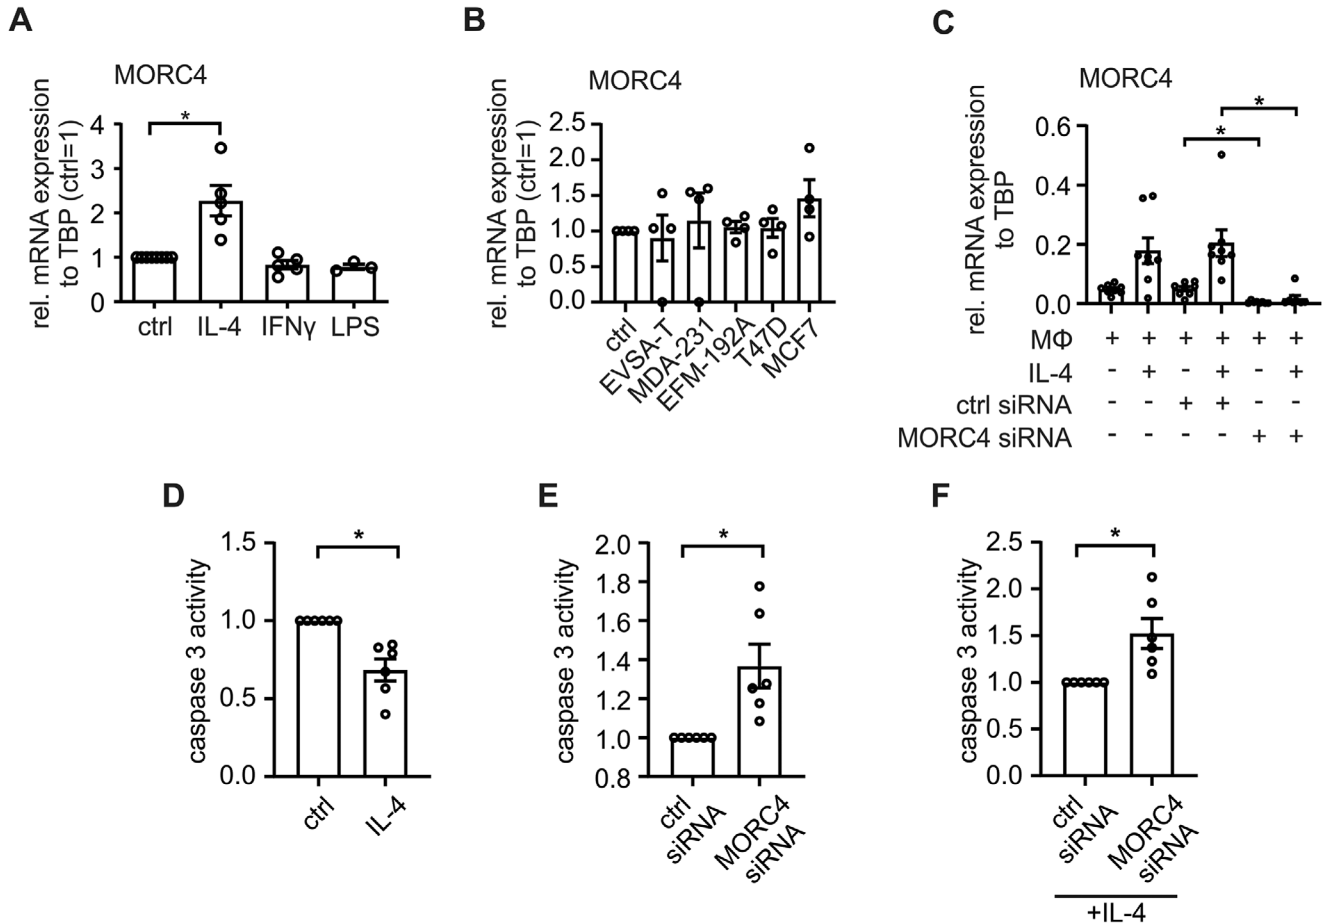 A
MORC4
rel. mRNA expression
to TBP (ctrl=1)
4
3
2
1
0
*
ctrl IL-4 IFNγ LPS
B
MORC4
rel. mRNA expression
to TBP (ctrl=1)
2.5
2.0
1.5
1.0
0.5
0.0
ctrl
EVSA-T
MDA-231
EFM-192A
T47D
MCF7
C
MORC4
rel. mRNA expression
to TBP
0.6
0.4
0.2
0.0
*
*
MΦ + + + + + +
IL-4 - + - + - +
ctrl siRNA - - + + - -
MORC4 siRNA - - - - + +
D
caspase 3 activity
1.5
1.0
0.5
0.0
*
ctrl
IL-4
E
caspase 3 activity
2.0
1.8
1.6
1.4
1.2
1.0
0.8
*
ctrl
siRNA
MORC4
siRNA
F
caspase 3 activity
2.5
2.0
1.5
1.0
0.5
0.0
*
ctrl
siRNA
MORC4
siRNA
+IL-4